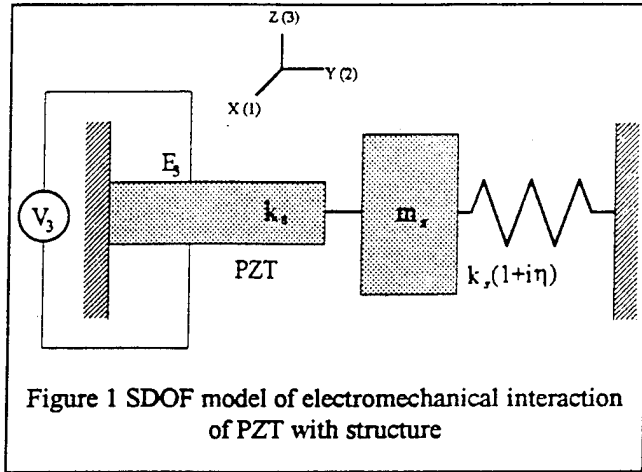 Z (3)
Y (2)
X (1)
E₃
V₃
kₐ
mₛ
PZT
kₛ(1+iη)
Figure 1 SDOF model of electromechanical interaction
of PZT with structure